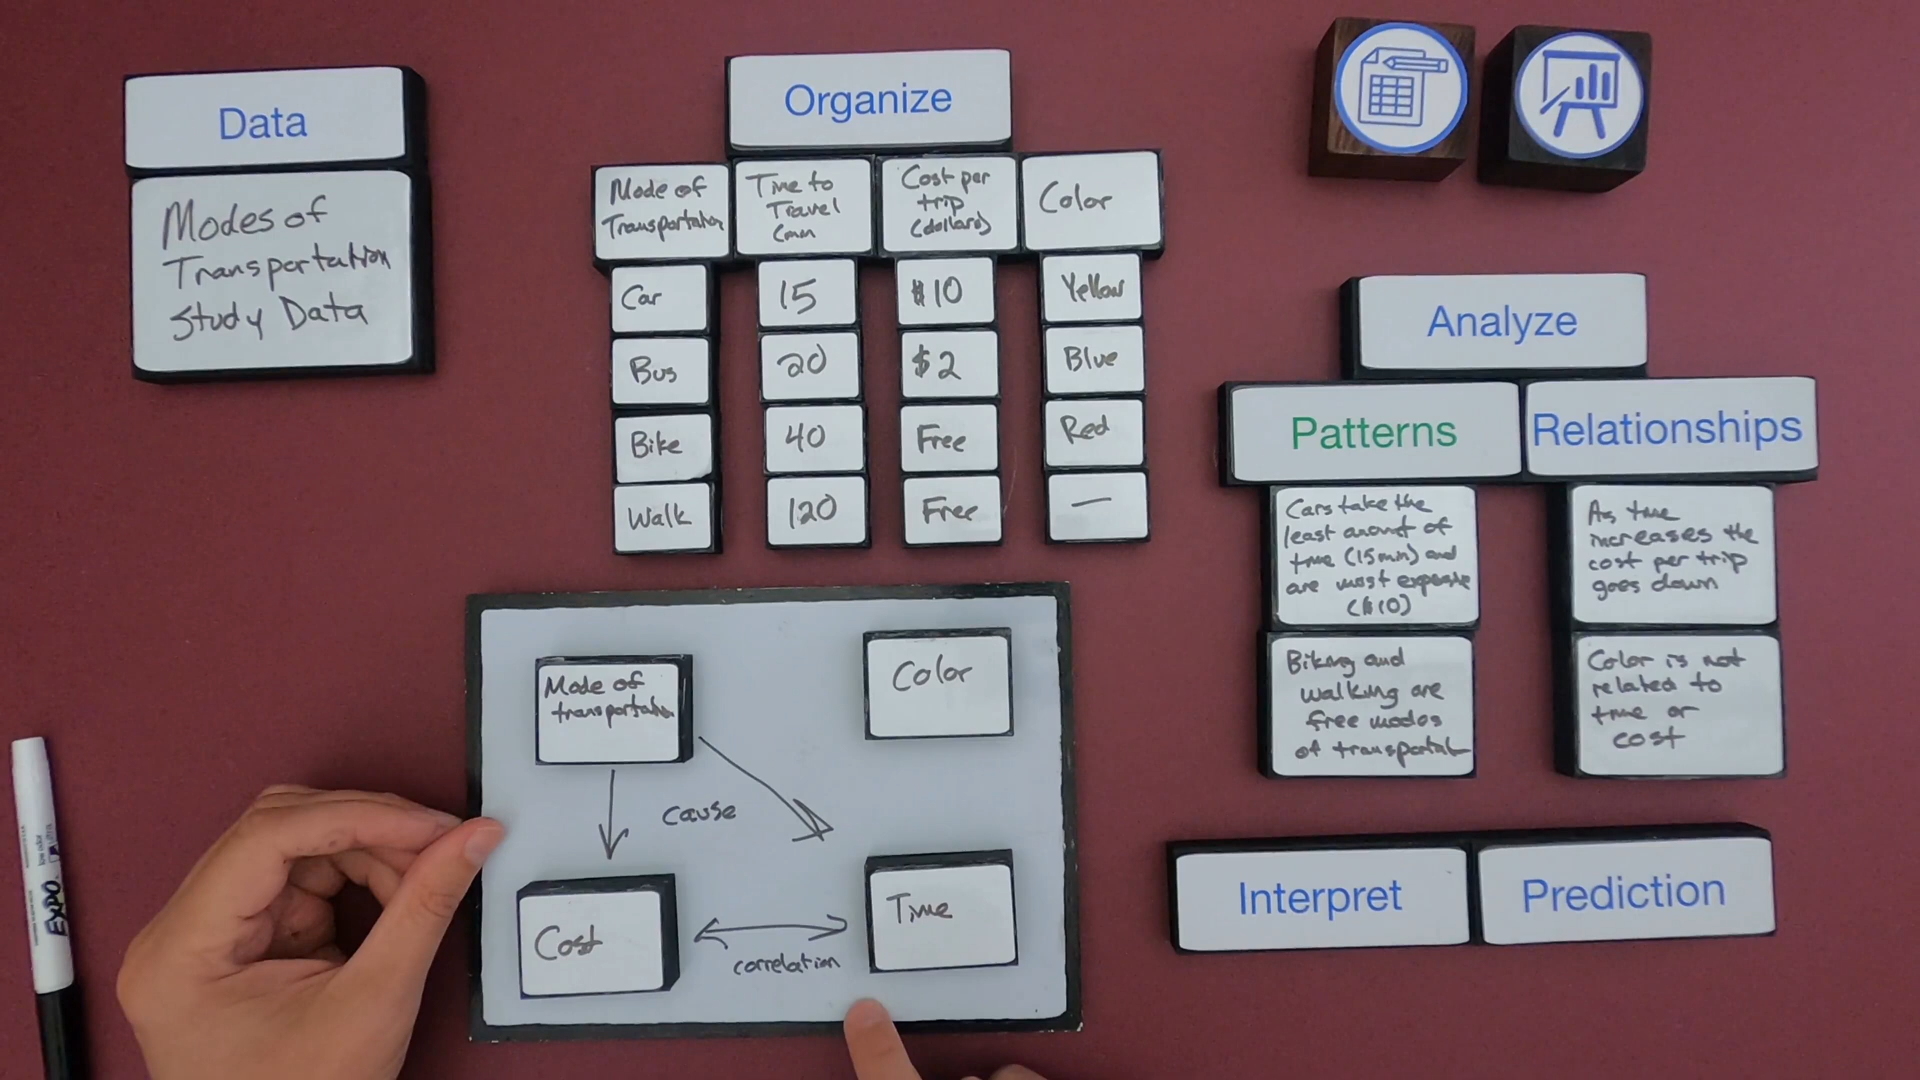 Data
Modes of
Transportation
Study Data
Organize
Mode of
Transportation
Time to
Travel
(min
Cost per
trip
(dollars)
Color
Car
15
$10
Yellow
Bus
20
$2
Blue
Bike
40
Free
Red
Walk
120
Free
—
Analyze
Patterns
Relationships
Cars take the
least amount of
time (15min) and
are most expensive
($10)
As time
increases the
cost per trip
goes down
Biking and
walking are
free modes
of transportat
Color is not
related to
time or
cost
Mode of
transportation
Color
cause
Cost
Time
correlation
Interpret
Prediction
low odor
EXPO